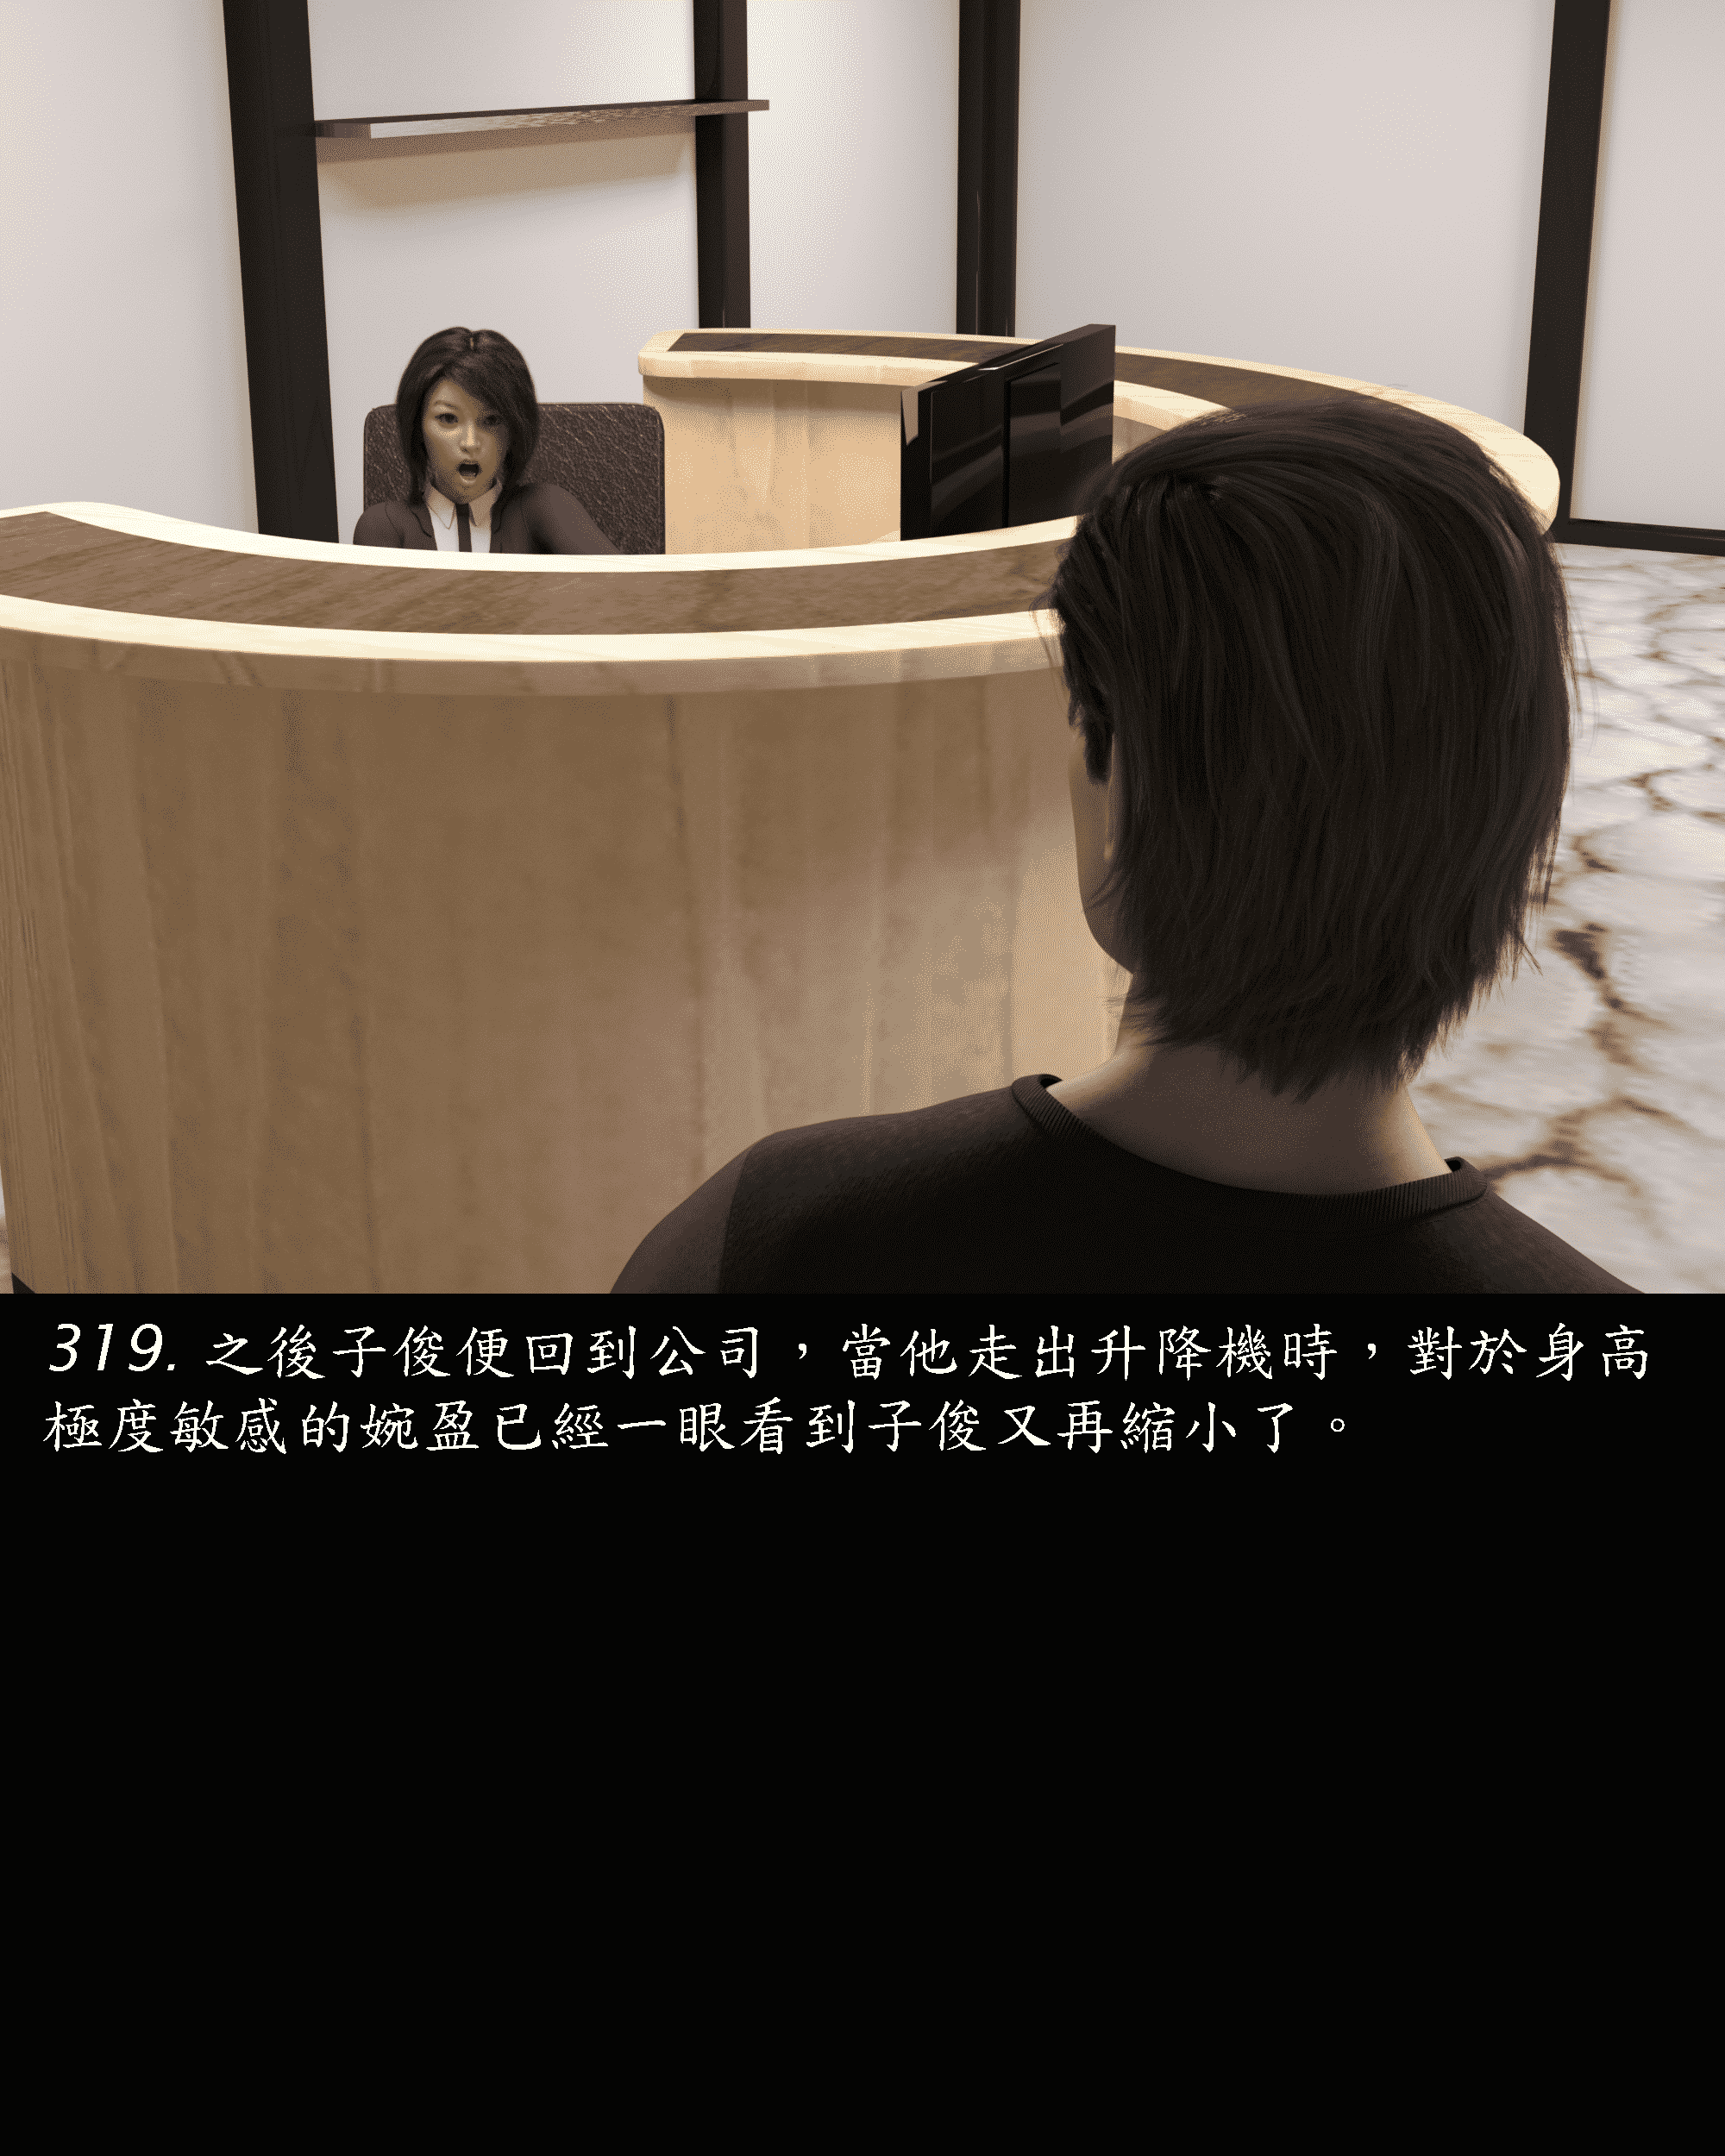 319. 之後子俊便回到公司，當他走出升降機時，對於身高
極度敏感的婉盈已經一眼看到子俊又再縮小了。